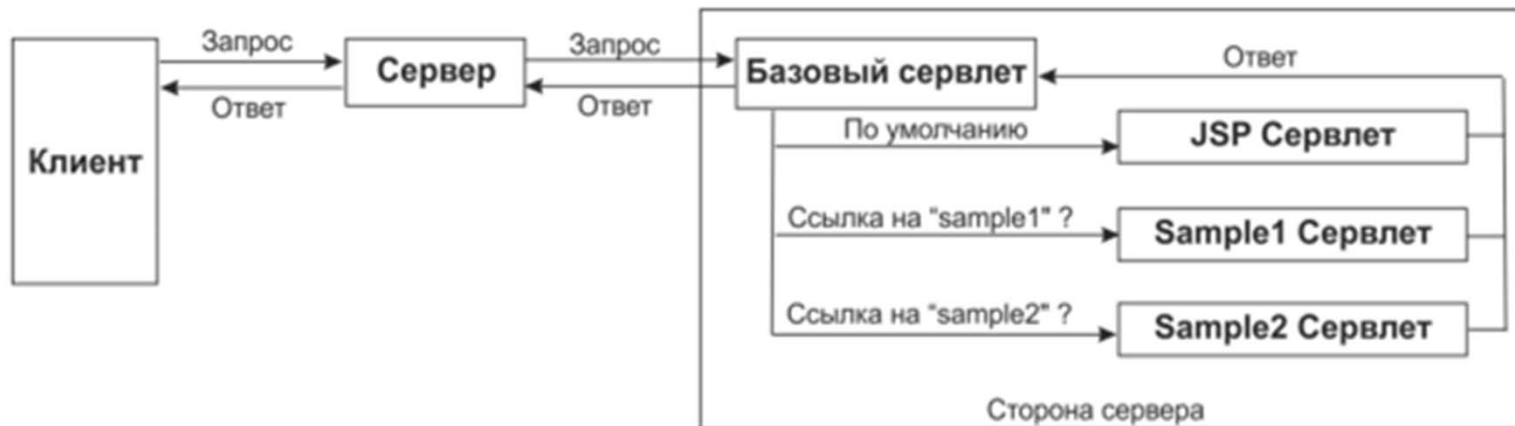 Запрос
Сервер
Ответ
Клиент
Запрос
Ответ
Базовый сервлет
Ответ
По умолчанию
JSP Сервлет
Ссылка на "sample1" ?
Sample1 Сервлет
Ссылка на "sample2" ?
Sample2 Сервлет
Сторона сервера